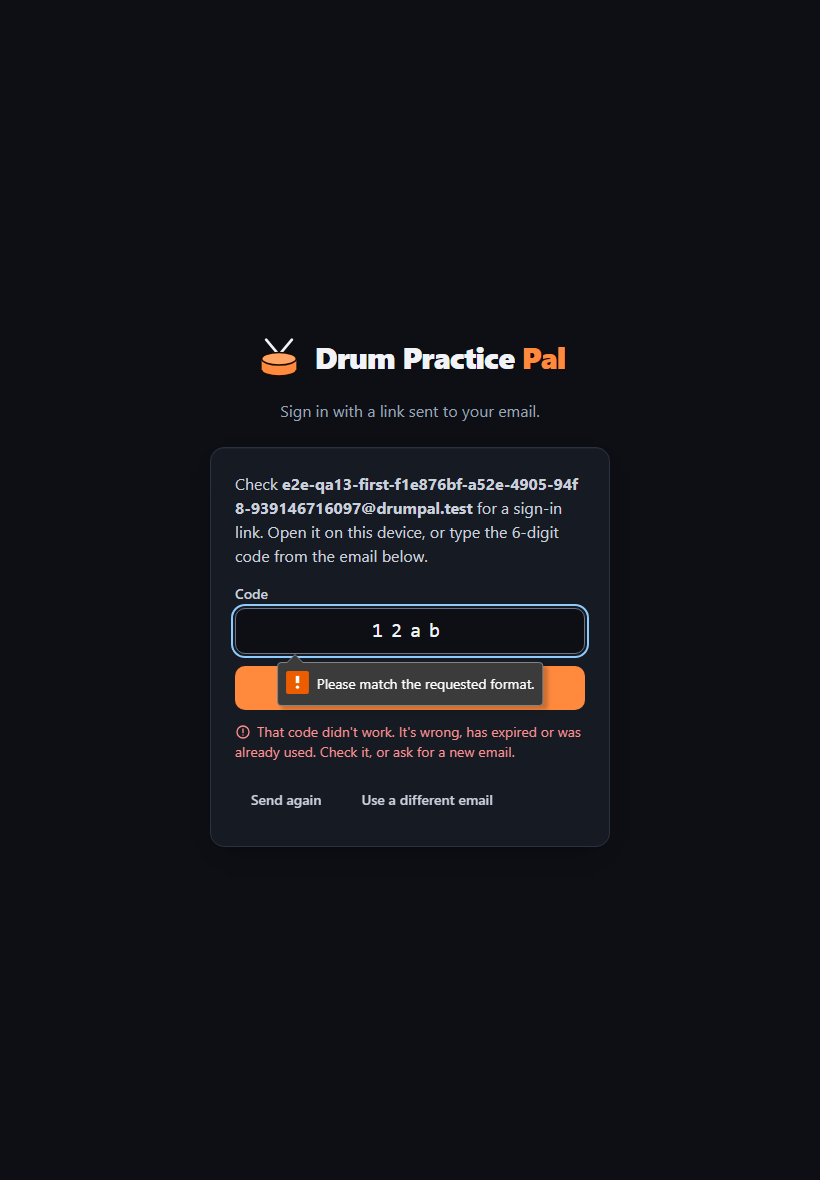 Drum Practice Pal
Sign in with a link sent to your email.
Check e2e-qa13-first-f1e876bf-a52e-4905-94f
8-939146716097@drumpal.test for a sign-in
link. Open it on this device, or type the 6-digit
code from the email below.
Code
12ab
Please match the requested format.
That code didn't work. It's wrong, has expired or was
already used. Check it, or ask for a new email.
Send again Use a different email